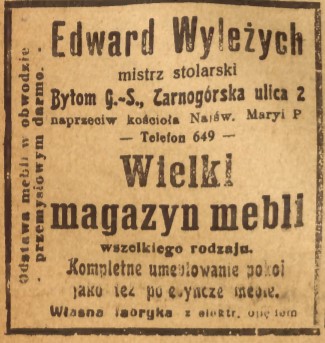 Odstawa mebli w obwodzie
przemysłowym darmo.
Edward Wyleżych
mistrz stolarski
Bytom G.-S., Tarnogórska ulica 2
naprzeciw kościoła Najśw. Maryi P
— Telefon 649 —
Wielki
magazyn mebli
wszelkiego rodzaju.
Kompletne umeblowanie pokoi
jako też pojedyncze meble.
Własna fabryka z elektr.